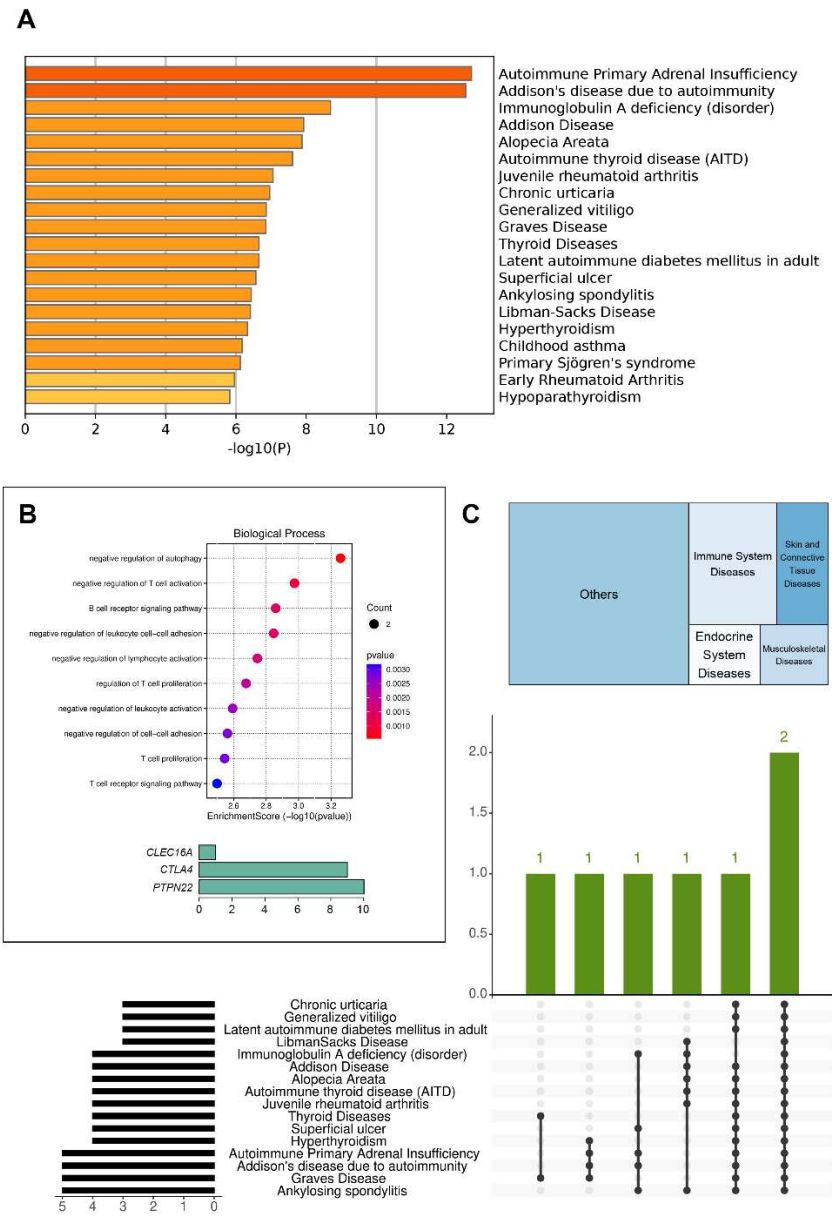 A
Autoimmune Primary Adrenal Insufficiency
Addison's disease due to autoimmunity
Immunoglobulin A deficiency (disorder)
Addison Disease
Alopecia Areata
Autoimmune thyroid disease (AITD)
Juvenile rheumatoid arthritis
Chronic urticaria
Generalized vitiligo
Graves Disease
Thyroid Diseases
Latent autoimmune diabetes mellitus in adult
Superficial ulcer
Ankylosing spondylitis
Libman-Sacks Disease
Hyperthyroidism
Childhood asthma
Primary Sjögren's syndrome
Early Rheumatoid Arthritis
Hypoparathyroidism
0 2 4 6 8 10 12
-log10(P)
B
Biological Process
negative regulation of autophagy
negative regulation of T cell activation
B cell receptor signaling pathway
negative regulation of leukocyte cell-cell adhesion
negative regulation of lymphocyte activation
regulation of T cell proliferation
negative regulation of leukocyte activation
negative regulation of cell-cell adhesion
T cell proliferation
T cell receptor signaling pathway
2.6 2.8 3.0 3.2
EnrichmentScore (-log10(pvalue))
Count
2
pvalue
0.0030
0.0025
0.0020
0.0015
0.0010
CLEC16A
CTLA4
PTPN22
0 2 4 6 8 10
C
Others
Immune System
Diseases
Skin and
Connective
Tissue
Diseases
Endocrine
System
Diseases
Musculoskeletal
Diseases
2.0
1.5
1.0
0.5
0.0
1 1 1 1 1 2
Chronic urticaria
Generalized vitiligo
Latent autoimmune diabetes mellitus in adult
LibmanSacks Disease
Immunoglobulin A deficiency (disorder)
Addison Disease
Alopecia Areata
Autoimmune thyroid disease (AITD)
Juvenile rheumatoid arthritis
Thyroid Diseases
Superficial ulcer
Hyperthyroidism
Autoimmune Primary Adrenal Insufficiency
Addison's disease due to autoimmunity
Graves Disease
Ankylosing spondylitis
5 4 3 2 1 0